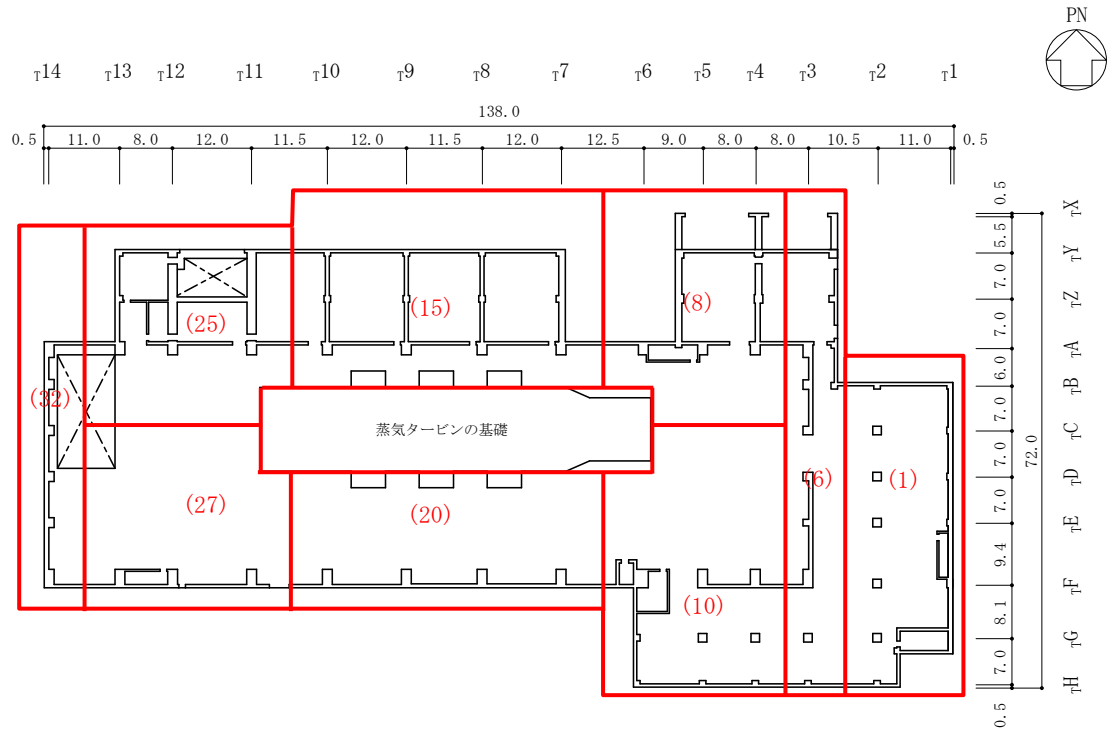 PN
T14 T13 T12 T11 T10 T9 T8 T7 T6 T5 T4 T3 T2 T1
138.0
0.5 11.0 8.0 12.0 11.5 12.0 11.5 12.0 12.5 9.0 8.0 8.0 10.5 11.0 0.5
0.5 TX
5.5 TY
7.0 TZ
7.0 TA
6.0 TB
7.0 TC
7.0 TD
7.0 TE
9.4 TF
8.1 TG
7.0 TH
0.5
72.0
(15)
(8)
(25)
(32)
蒸気タービンの基礎
(6)
(1)
(27)
(20)
(10)